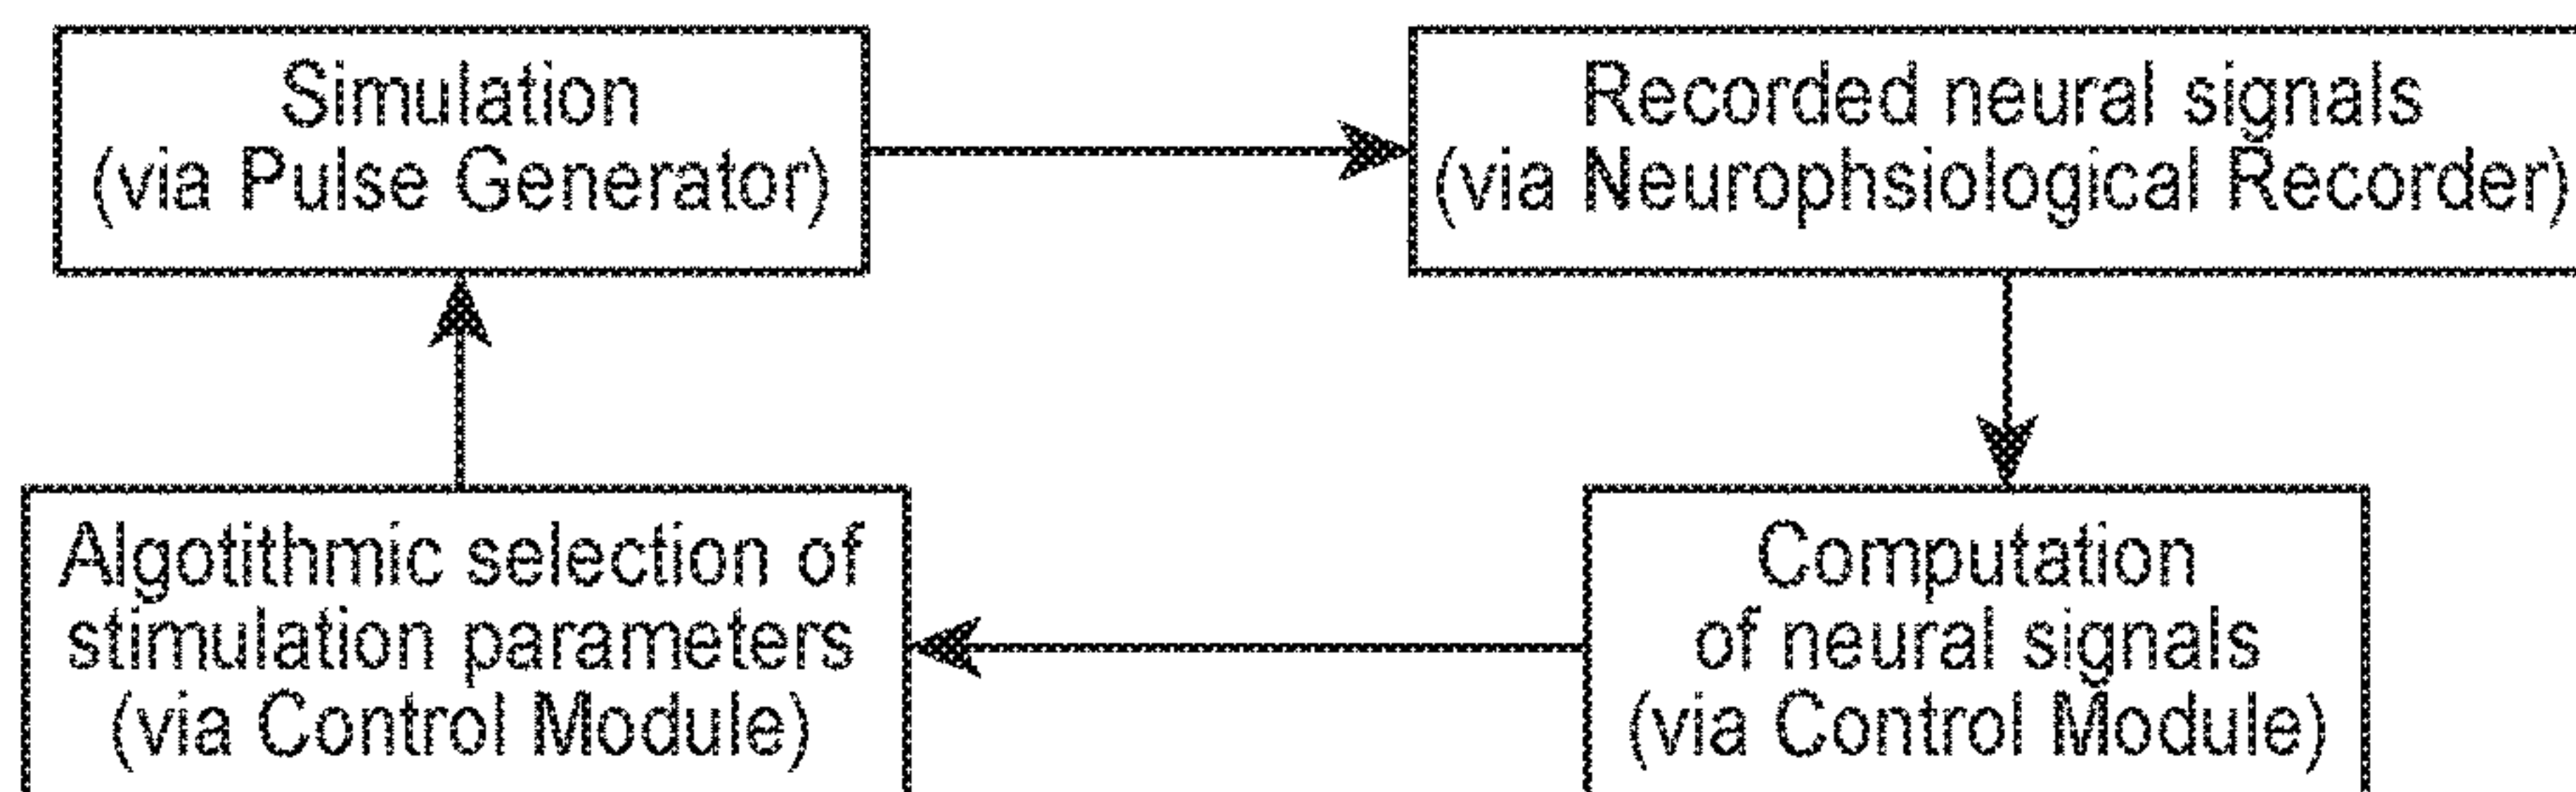 Simulation
(via Pulse Generator)
Recorded neural signals
(via Neurophsiological Recorder)
Algotithmic selection of
stimulation parameters
(via Control Module)
Computation
of neural signals
(via Control Module)